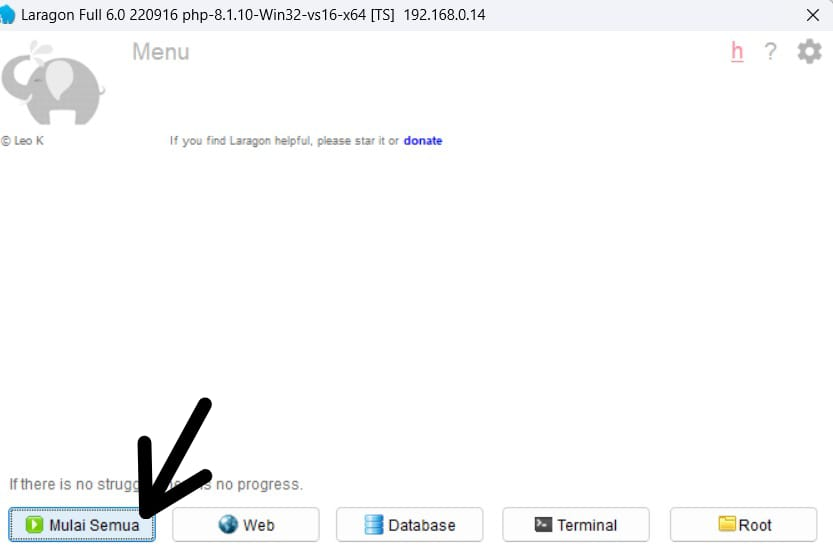 Laragon Full 6.0 220916 php-8.1.10-Win32-vs16-x64 [TS] 192.168.0.14
Menu
h ?
© Leo K
If you find Laragon helpful, please star it or donate
If there is no strugg s no progress.
Mulai Semua
Web
Database
Terminal
Root